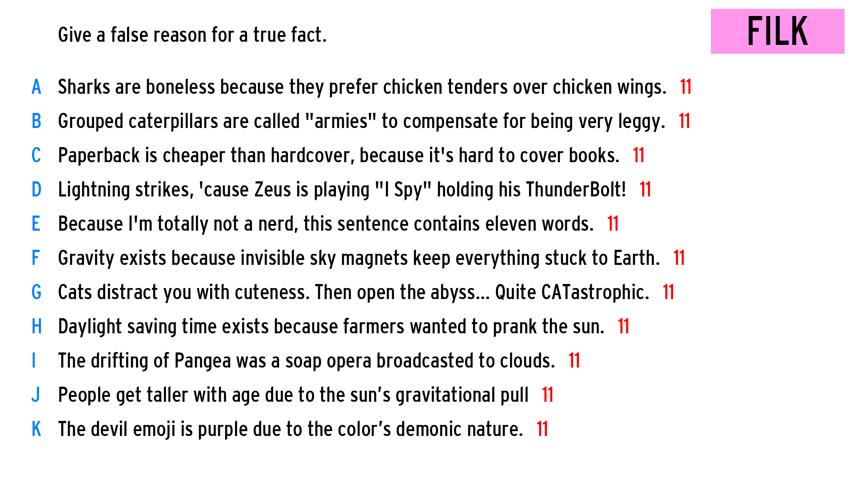 Give a false reason for a true fact.
FILK
A Sharks are boneless because they prefer chicken tenders over chicken wings. 11
B Grouped caterpillars are called "armies" to compensate for being very leggy. 11
C Paperback is cheaper than hardcover, because it's hard to cover books. 11
D Lightning strikes, 'cause Zeus is playing "I Spy" holding his ThunderBolt! 11
E Because I'm totally not a nerd, this sentence contains eleven words. 11
F Gravity exists because invisible sky magnets keep everything stuck to Earth. 11
G Cats distract you with cuteness. Then open the abyss... Quite CATastrophic. 11
H Daylight saving time exists because farmers wanted to prank the sun. 11
I The drifting of Pangea was a soap opera broadcasted to clouds. 11
J People get taller with age due to the sun’s gravitational pull 11
K The devil emoji is purple due to the color’s demonic nature. 11